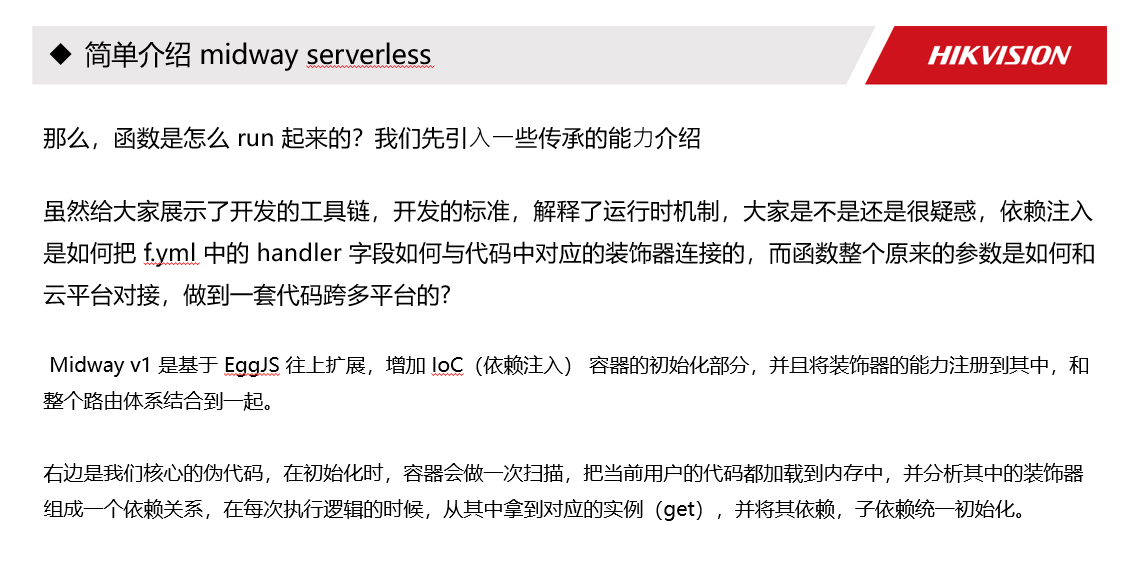 ◆ 简单介绍 midway serverless
HIKVISION
那么，函数是怎么 run 起来的？我们先引入一些传承的能力介绍
虽然给大家展示了开发的工具链，开发的标准，解释了运行时机制，大家是不是还是很疑惑，依赖注入
是如何把 f.yml 中的 handler 字段如何与代码中对应的装饰器连接的，而函数整个原来的参数是如何和
云平台对接，做到一套代码跨多平台的？
Midway v1 是基于 EggJS 往上扩展，增加 IoC（依赖注入） 容器的初始化部分，并且将装饰器的能力注册到其中，和
整个路由体系结合到一起。
右边是我们核心的伪代码，在初始化时，容器会做一次扫描，把当前用户的代码都加载到内存中，并分析其中的装饰器
组成一个依赖关系，在每次执行逻辑的时候，从其中拿到对应的实例（get），并将其依赖，子依赖统一初始化。